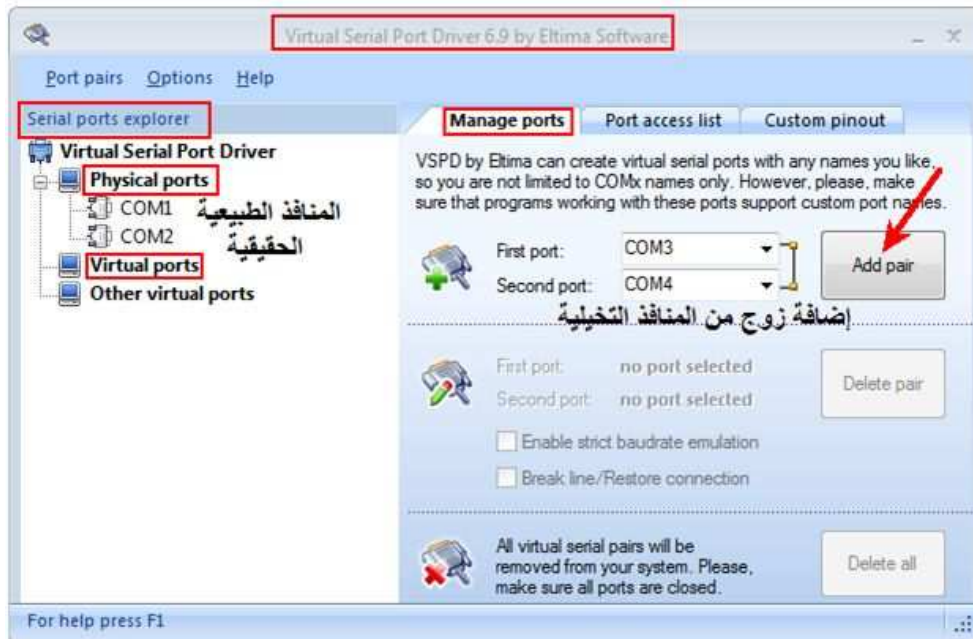 Virtual Serial Port Driver 6.9 by Eltima Software
Port pairs Options Help
Serial ports explorer
Virtual Serial Port Driver
Physical ports
COM1
COM2
المنافذ الطبيعية
الحقيقية
Virtual ports
Other virtual ports
Manage ports Port access list Custom pinout
VSPD by Eltima can create virtual serial ports with any names you like,
so you are not limited to COMx names only. However, please, make
sure that programs working with these ports support custom port names.
First port: COM3
Second port: COM4
Add pair
إضافة زوج من المنافذ التخيلية
First port: no port selected
Second port: no port selected
Delete pair
Enable strict baudrate emulation
Break line/Restore connection
All virtual serial pairs will be
removed from your system. Please,
make sure all ports are closed.
Delete all
For help press F1